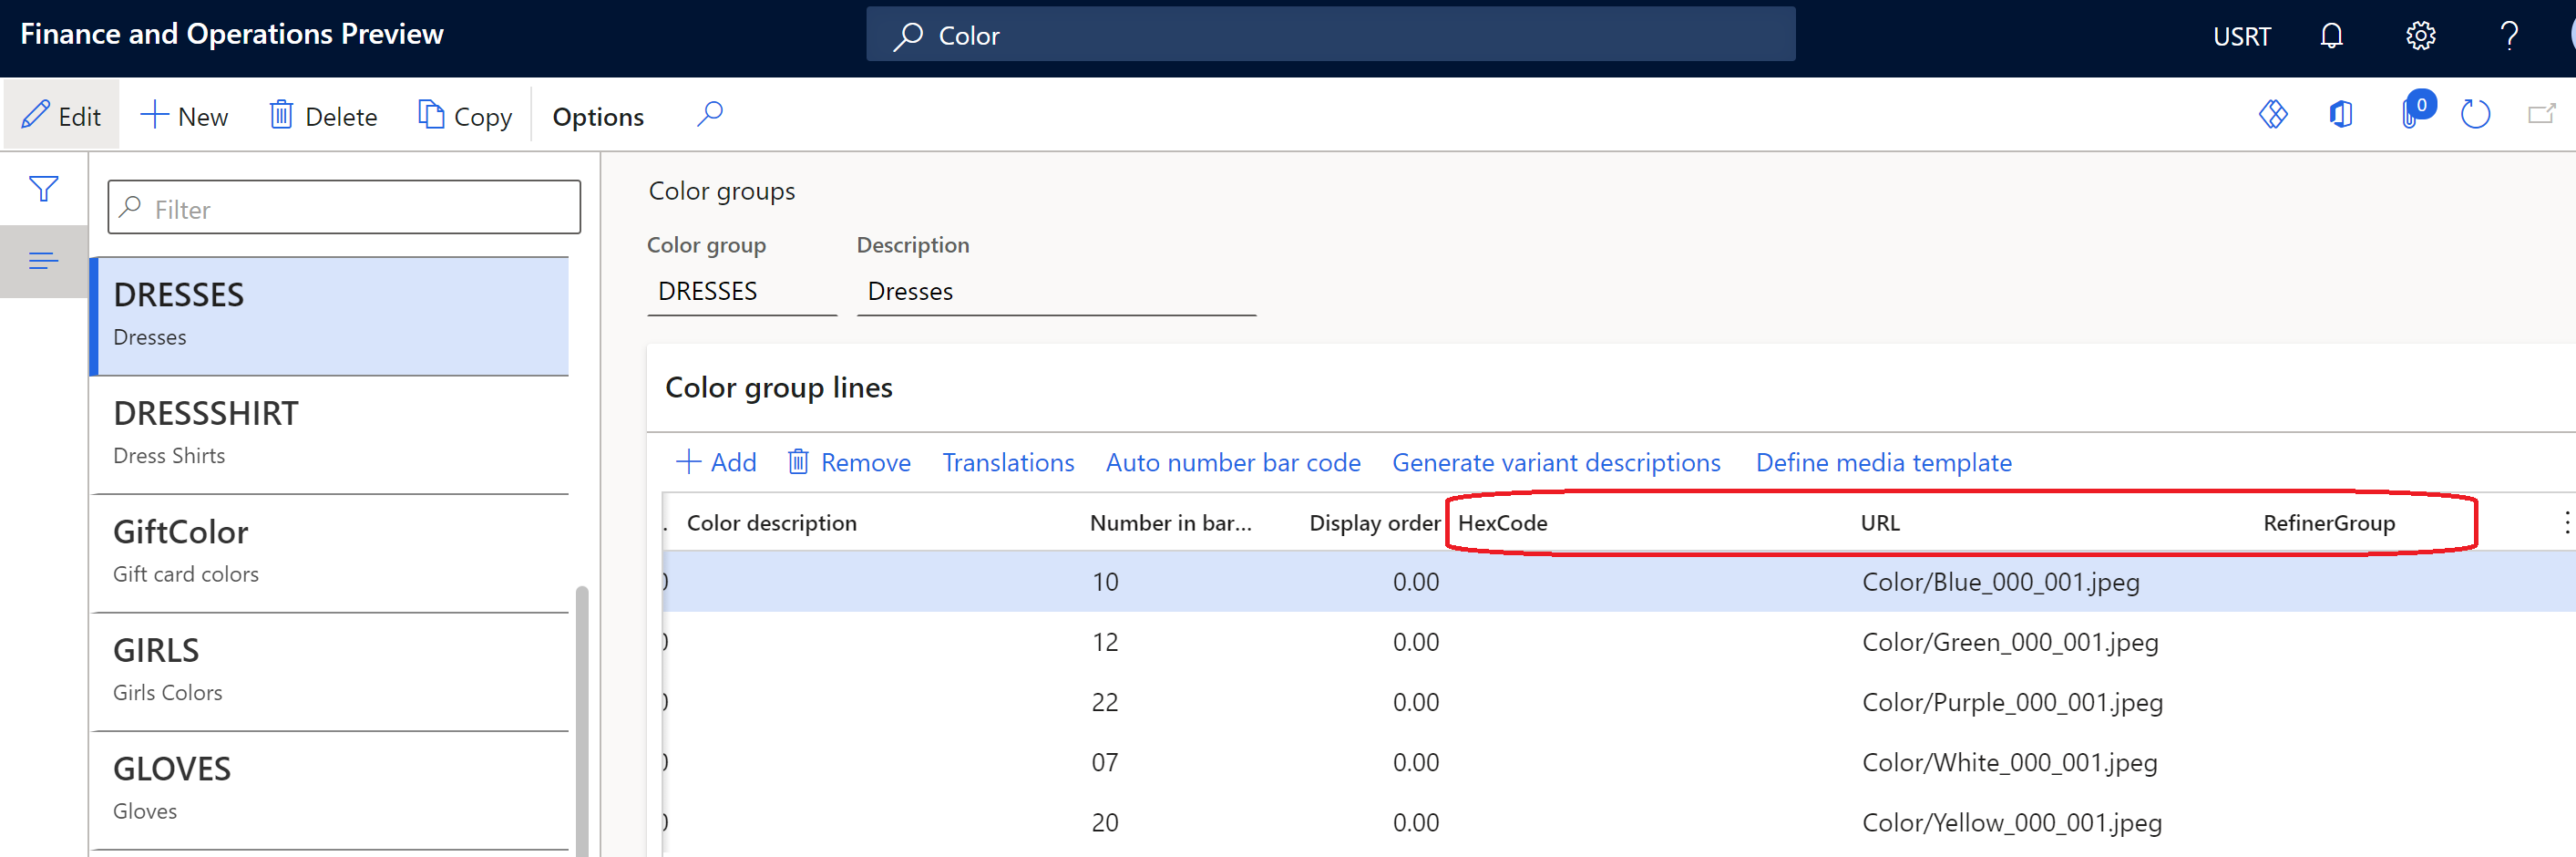 Finance and Operations Preview
Color
USRT
Edit
New
Delete
Copy
Options
0
Filter
DRESSES
Dresses
DRESSSHIRT
Dress Shirts
GiftColor
Gift card colors
GIRLS
Girls Colors
GLOVES
Gloves
Color groups
Color group Description
DRESSES Dresses
Color group lines
Add Remove Translations Auto number bar code Generate variant descriptions Define media template
. Color description Number in bar... Display order HexCode URL RefinerGroup
10 0.00 Color/Blue_000_001.jpeg
12 0.00 Color/Green_000_001.jpeg
22 0.00 Color/Purple_000_001.jpeg
07 0.00 Color/White_000_001.jpeg
20 0.00 Color/Yellow_000_001.jpeg